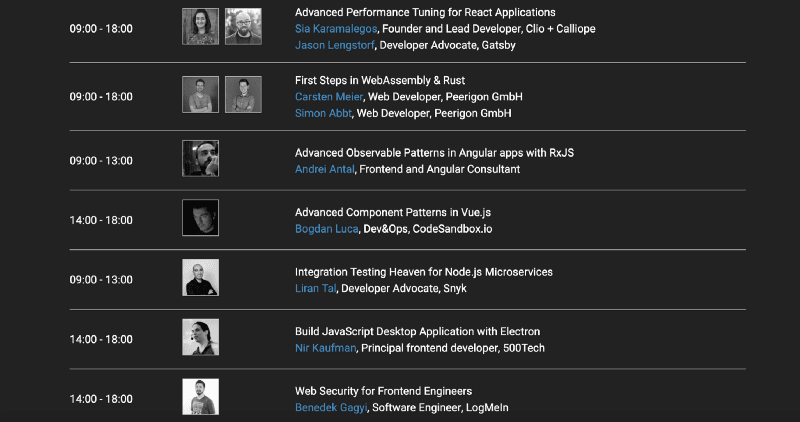 09:00 - 18:00
Advanced Performance Tuning for React Applications
Sia Karamalegos, Founder and Lead Developer, Clio + Calliope
Jason Lengstorf, Developer Advocate, Gatsby
09:00 - 18:00
First Steps in WebAssembly & Rust
Carsten Meier, Web Developer, Peerigon GmbH
Simon Abbt, Web Developer, Peerigon GmbH
09:00 - 13:00
Advanced Observable Patterns in Angular apps with RxJS
Andrei Antal, Frontend and Angular Consultant
14:00 - 18:00
Advanced Component Patterns in Vue.js
Bogdan Luca, Dev&Ops, CodeSandbox.io
09:00 - 13:00
Integration Testing Heaven for Node.js Microservices
Liran Tal, Developer Advocate, Snyk
14:00 - 18:00
Build JavaScript Desktop Application with Electron
Nir Kaufman, Principal frontend developer, 500Tech
14:00 - 18:00
Web Security for Frontend Engineers
Benedek Gagyi, Software Engineer, LogMeIn